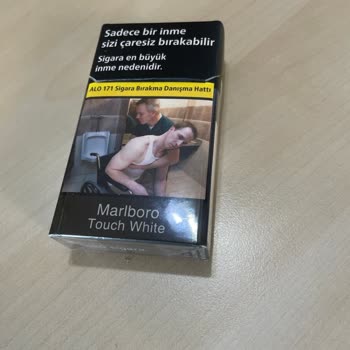 Sadece bir inme
sizi çaresiz bırakabilir
Sigara en büyük
inme nedenidir.
ALO 171 Sigara Bırakma Danışma Hattı
Marlboro
Touch White